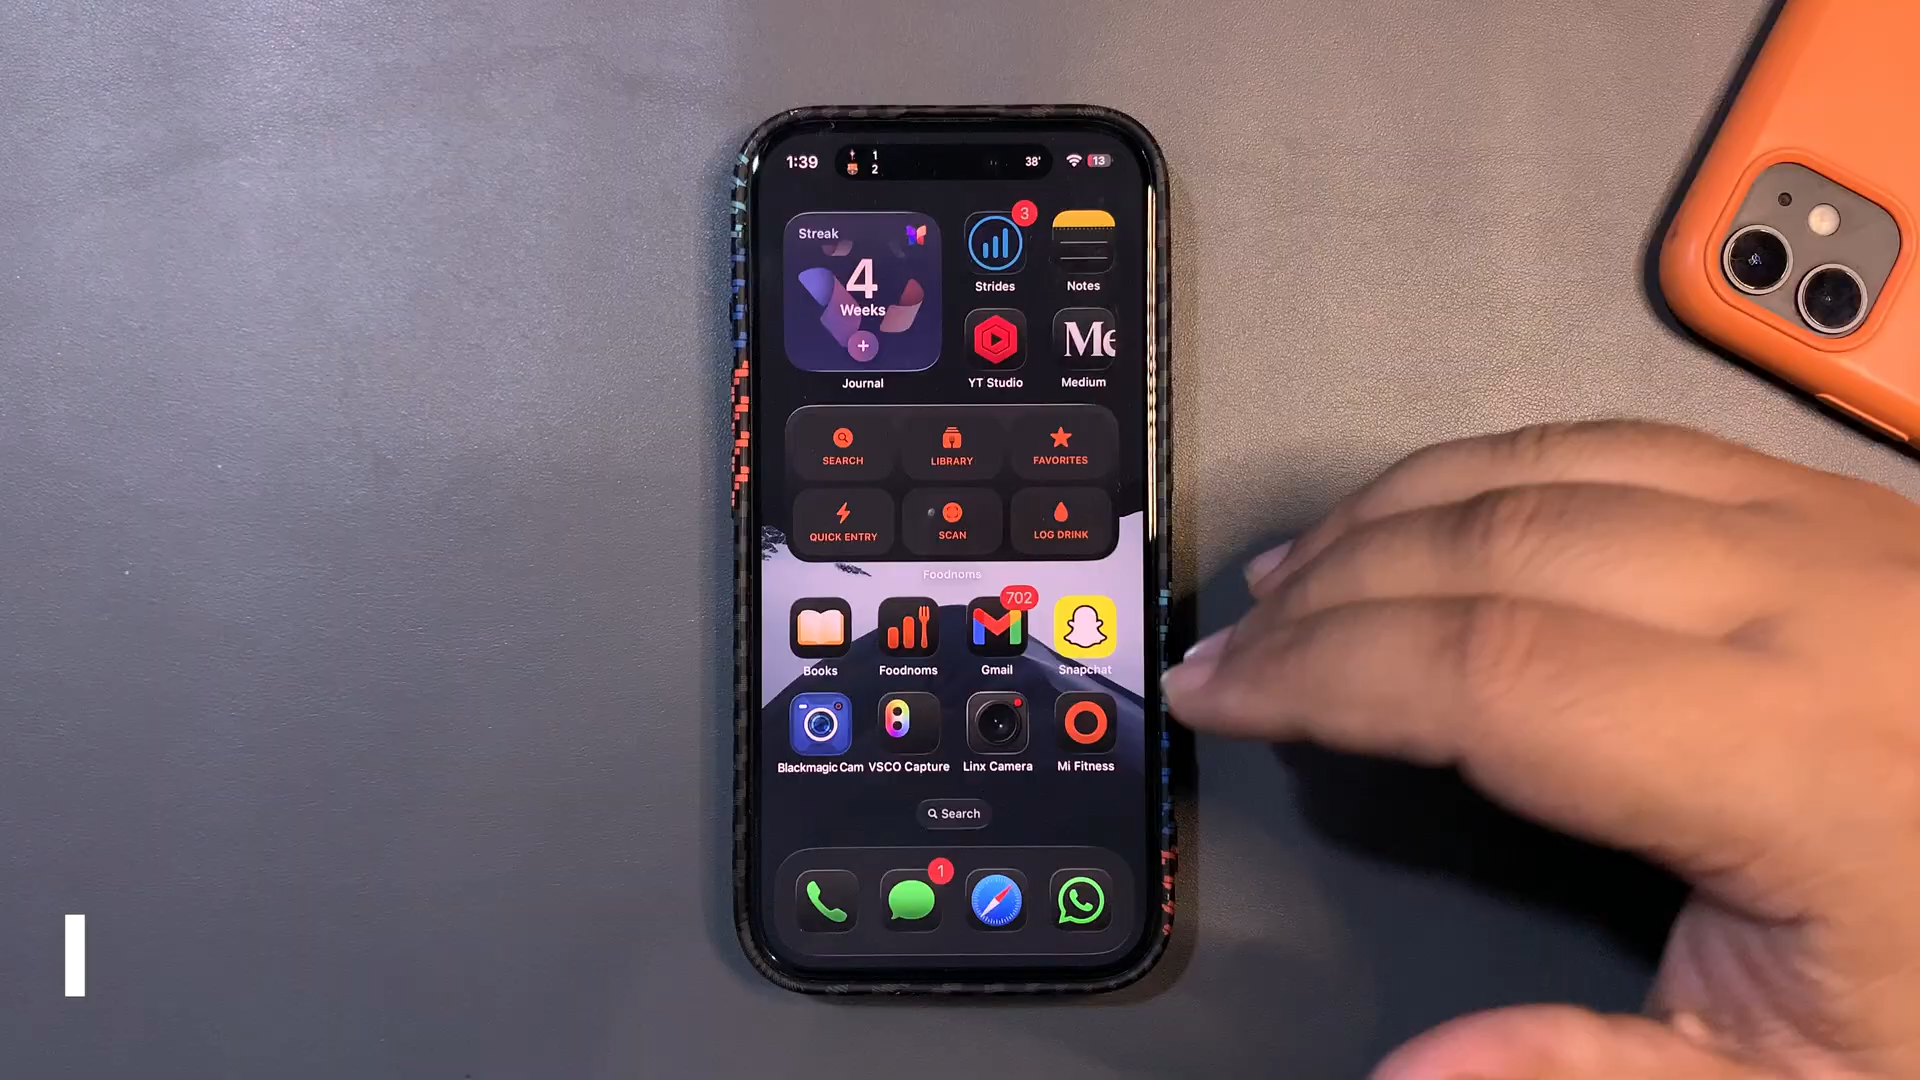 1:39
1
2
38'
13
Streak
4
Weeks
Journal
3
Strides
Notes
YT Studio
Me
Medium
SEARCH
LIBRARY
FAVORITES
QUICK ENTRY
SCAN
LOG DRINK
Foodnoms
702
Books
Foodnoms
Gmail
Snapchat
Blackmagic Cam
VSCO Capture
Linx Camera
Mi Fitness
Search
1